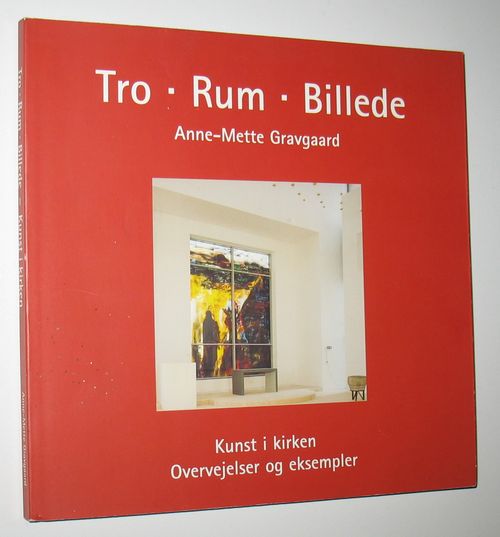 Tro · Rum · Billede
Anne-Mette Gravgaard
Kunst i kirken
Overvejelser og eksempler
Tro · Rum · Billede - Kunst i kirken
Anne-Mette Gravgaard